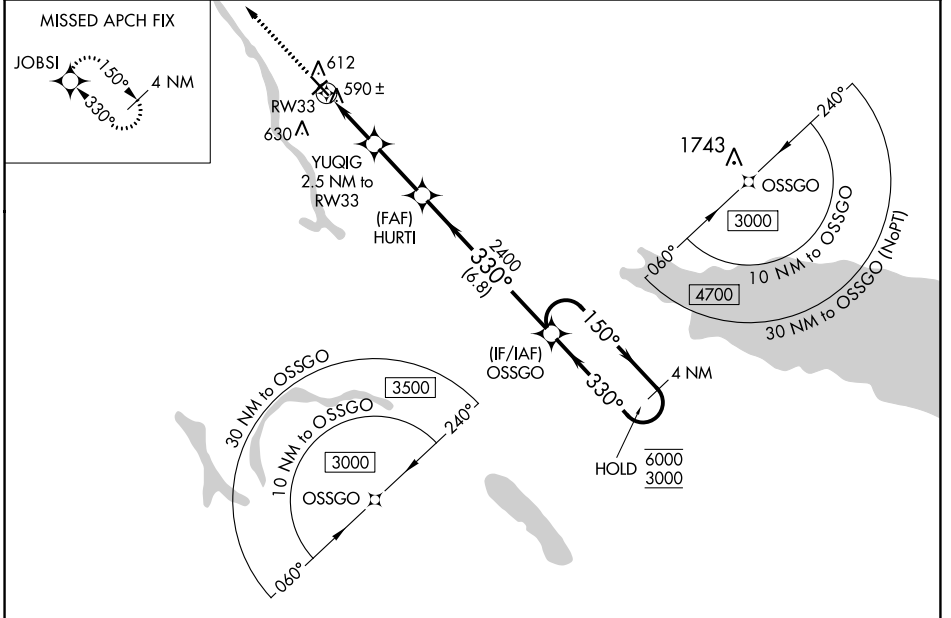 MISSED APCH FIX
JOBSI
150°
4 NM
330°
612
590 ±
RW33
630
YUQIG
2.5 NM to
RW33
(FAF)
HURTI
2400
330°
(6.8)
(IF/IAF)
OSSGO
150°
330°
4 NM
HOLD
6000
3000
1743
240°
OSSGO
3000
060°
10 NM to OSSGO
4700
30 NM to OSSGO (NoPT)
30 NM to OSSGO
3500
10 NM to OSSGO
240°
3000
OSSGO
060°